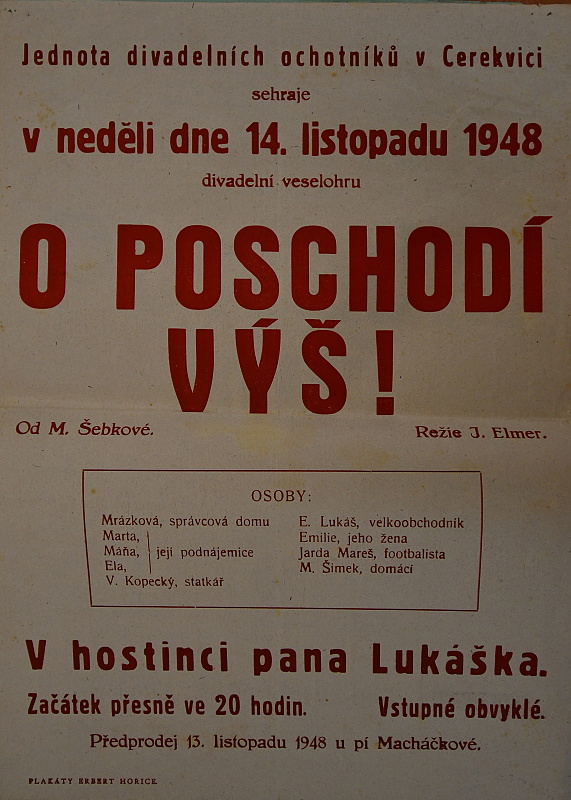 Jednota divadelních ochotníků v Cerekvici
sehraje
v neděli dne 14. listopadu 1948
divadelní veselohru
O POSCHODÍ
VÝŠ!
Od M. Šebkové.
Režie J. Elmer.
OSOBY:
Mrázková, správcová domu
Marta,
Máňa, její podnájemice
Ela,
V. Kopecký, statkář
E. Lukáš, velkoobchodník
Emilie, jeho žena
Jarda Mareš, footbalista
M. Šimek, domácí
V hostinci pana Lukáška.
Začátek přesně ve 20 hodin. Vstupné obvyklé.
Předprodej 13. listopadu 1948 u pí Macháčkové.
PLAKÁTY ERBERT HOŘICE